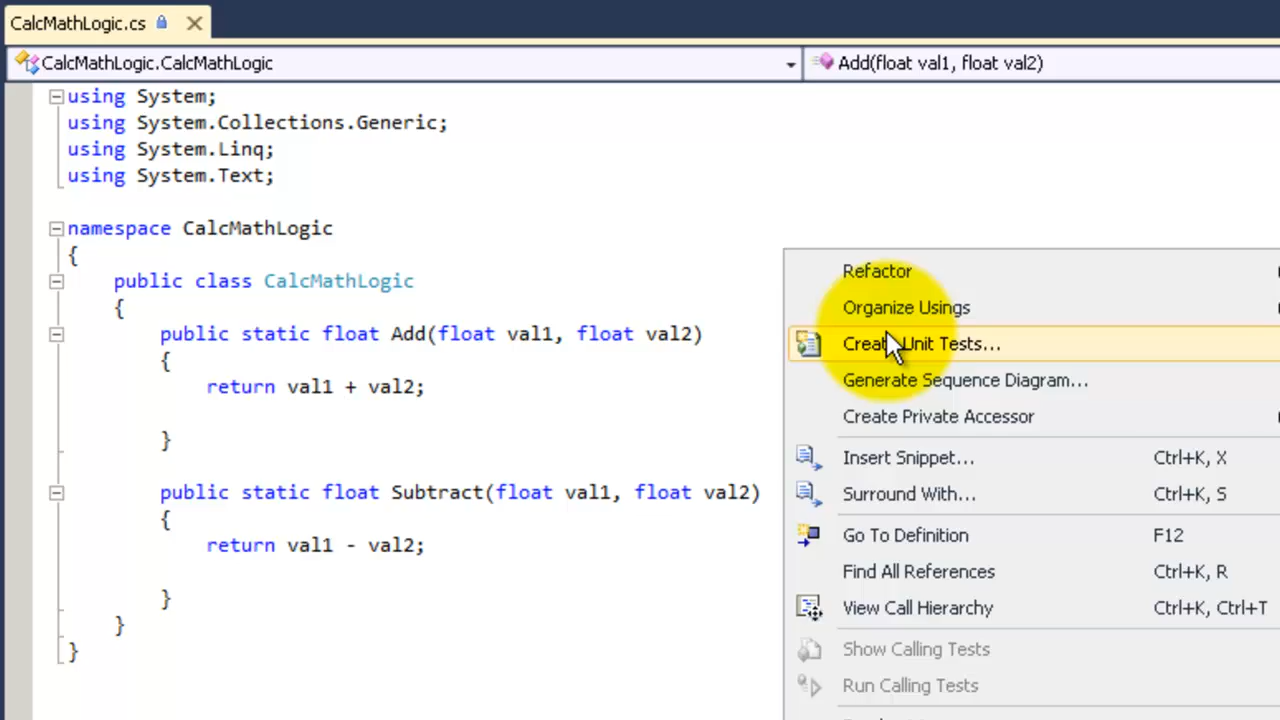 CalcMathLogic.cs
CalcMathLogic.CalcMathLogic
Add(float val1, float val2)
using System;
using System.Collections.Generic;
using System.Linq;
using System.Text;
namespace CalcMathLogic
{
public class CalcMathLogic
{
public static float Add(float val1, float val2)
{
return val1 + val2;
}
public static float Subtract(float val1, float val2)
{
return val1 - val2;
}
}
}
Refactor
Organize Usings
Create Unit Tests...
Generate Sequence Diagram...
Create Private Accessor
Insert Snippet... Ctrl+K, X
Surround With... Ctrl+K, S
Go To Definition F12
Find All References Ctrl+K, R
View Call Hierarchy Ctrl+K, Ctrl+T
Show Calling Tests
Run Calling Tests